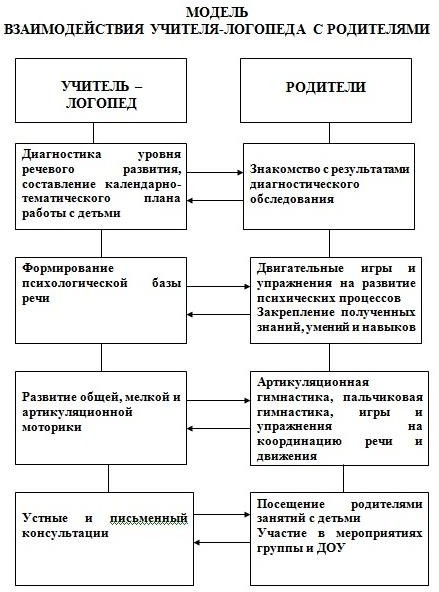 МОДЕЛЬ
ВЗАИМОДЕЙСТВИЯ УЧИТЕЛЯ-ЛОГОПЕДА С РОДИТЕЛЯМИ
УЧИТЕЛЬ –
ЛОГОПЕД
РОДИТЕЛИ
Диагностика уровня
речевого развития,
составление календарно-
тематического плана
работы с детьми
Знакомство с результатами
диагностического
обследования
Формирование
психологической базы
речи
Двигательные игры и
упражнения на развитие
психических процессов
Закрепление полученных
знаний, умений и навыков
Развитие общей, мелкой и
артикуляционной
моторики
Артикуляционная
гимнастика, пальчиковая
гимнастика, игры и
упражнения на
координацию речи и
движения
Устные и письменный
консультации
Посещение родителями
занятий с детьми
Участие в мероприятиях
группы и ДОУ